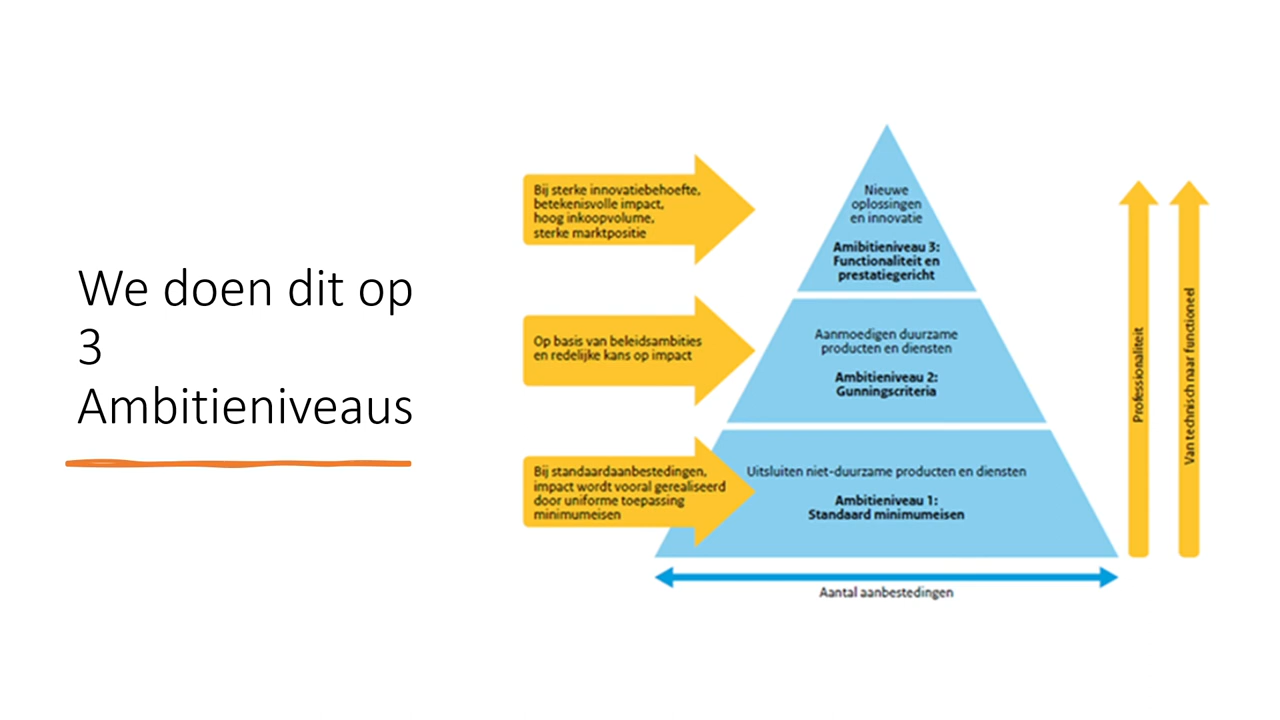 We doen dit op
3
Ambitieniveaus
Bij sterke innovatiebehoefte,
betekenisvolle impact,
hoog inkoopvolume,
sterke marktpositie
Nieuwe
oplossingen
en innovatie
Amibitieniveau 3:
Functionaliteit en
prestatiegericht
Op basis van beleidsambities
en redelijke kans op impact
Aanmoedigen duurzame
producten en diensten
Ambitieniveau 2:
Gunningscriteria
Bij standaardaanbestedingen,
impact wordt vooral gerealiseerd
door uniforme toepassing
minimumeisen
Uitsluiten niet-duurzame producten en diensten
Ambitieniveau 1:
Standaard minimumeisen
Aantal aanbestedingen
Professionaliteit
Van technisch naar functioneel